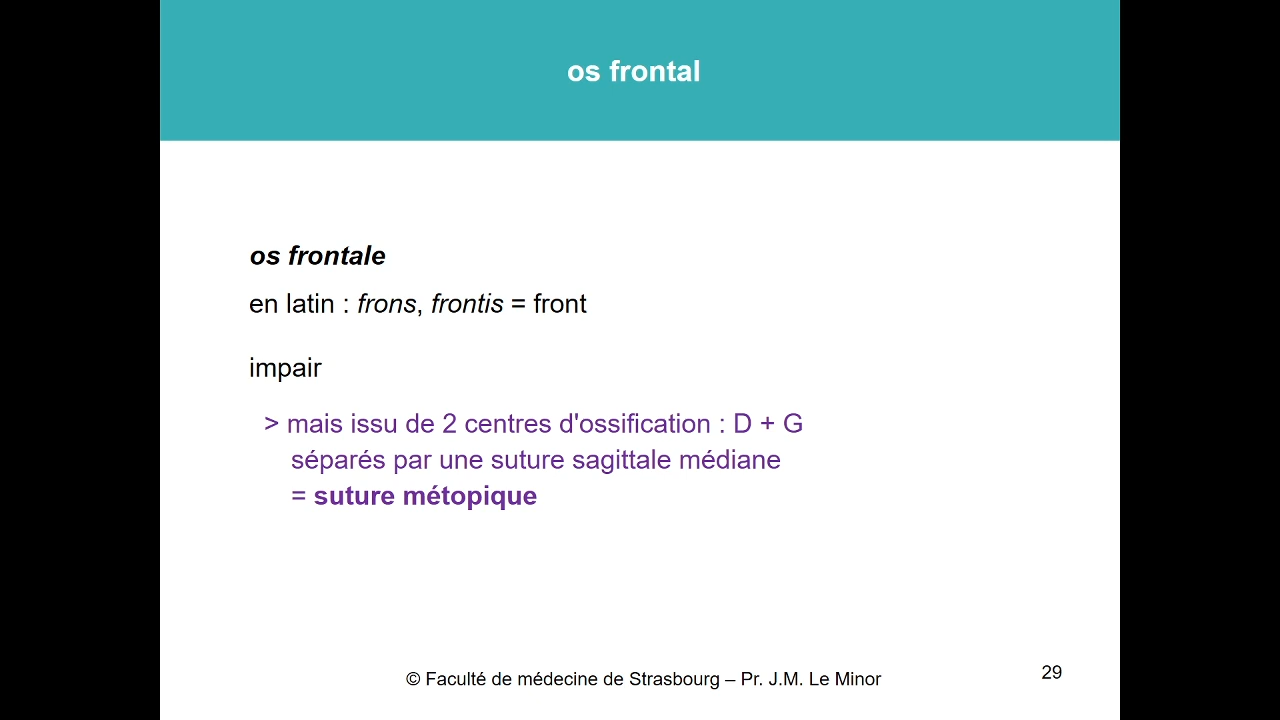 os frontal
os frontale
en latin : frons, frontis = front
impair
> mais issu de 2 centres d'ossification : D + G
séparés par une suture sagittale médiane
= suture métopique
© Faculté de médecine de Strasbourg – Pr. J.M. Le Minor
29